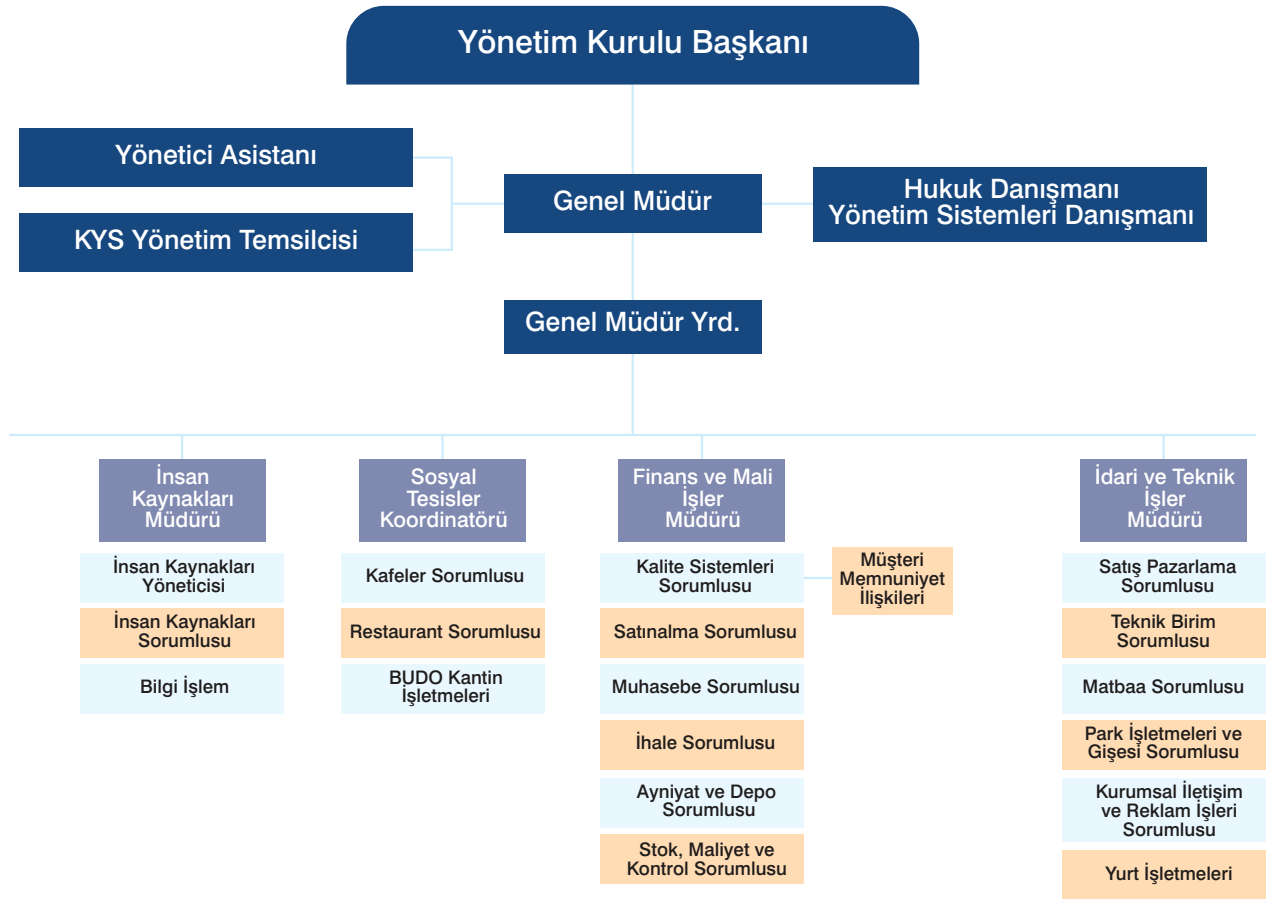 Yönetim Kurulu Başkanı
Yönetici Asistanı
KYS Yönetim Temsilcisi
Genel Müdür
Hukuk Danışmanı
Yönetim Sistemleri Danışmanı
Genel Müdür Yrd.
İnsan
Kaynakları
Müdürü
İnsan Kaynakları
Yöneticisi
İnsan Kaynakları
Sorumlusu
Bilgi İşlem
Sosyal
Tesisler
Koordinatörü
Kafeler Sorumlusu
Restaurant Sorumlusu
BUDO Kantin
İşletmeleri
Finans ve Mali
İşler
Müdürü
Kalite Sistemleri
Sorumlusu
Müşteri
Memnuniyet
İlişkileri
Satınalma Sorumlusu
Muhasebe Sorumlusu
İhale Sorumlusu
Ayniyat ve Depo
Sorumlusu
Stok, Maliyet ve
Kontrol Sorumlusu
İdari ve Teknik
İşler
Müdürü
Satış Pazarlama
Sorumlusu
Teknik Birim
Sorumlusu
Matbaa Sorumlusu
Park İşletmeleri ve
Gişesi Sorumlusu
Kurumsal İletişim
ve Reklam İşleri
Sorumlusu
Yurt İşletmeleri